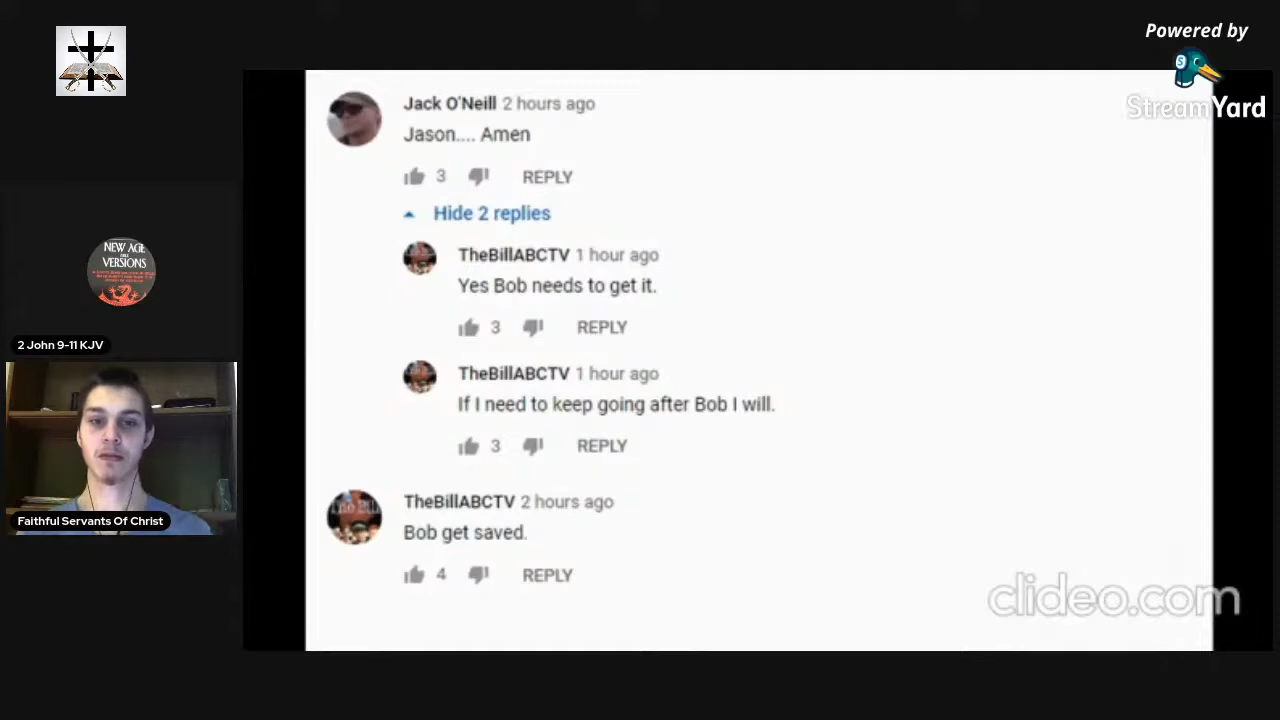 Powered by
StreamYard
Jack O'Neill 2 hours ago
Jason.... Amen
3 REPLY
Hide 2 replies
TheBillABCTV 1 hour ago
Yes Bob needs to get it.
3 REPLY
TheBillABCTV 1 hour ago
If I need to keep going after Bob I will.
3 REPLY
TheBillABCTV 2 hours ago
Bob get saved.
4 REPLY
NEW AGE
VERSIONS
2 John 9-11 KJV
Faithful Servants Of Christ
clideo.com